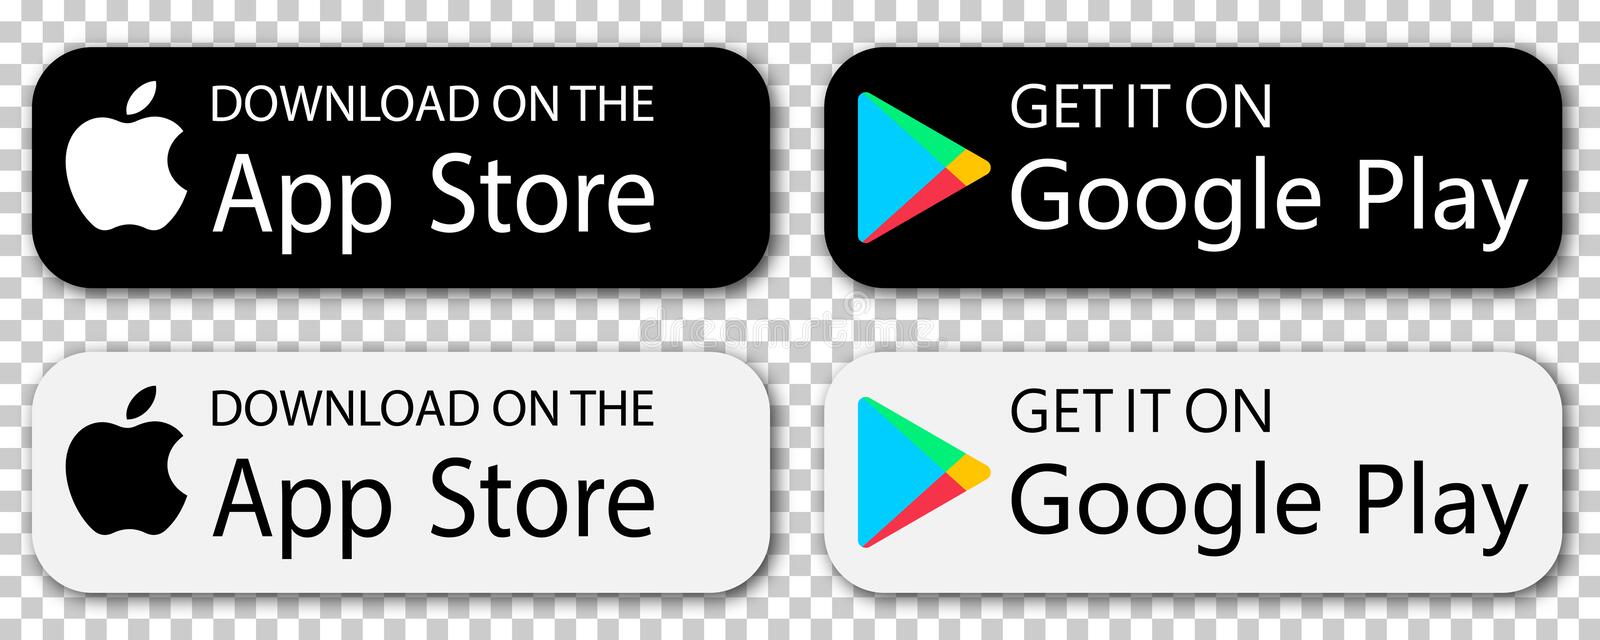 DOWNLOAD ON THE
App Store
GET IT ON
Google Play
dreamstime.com
DOWNLOAD ON THE
App Store
GET IT ON
Google Play